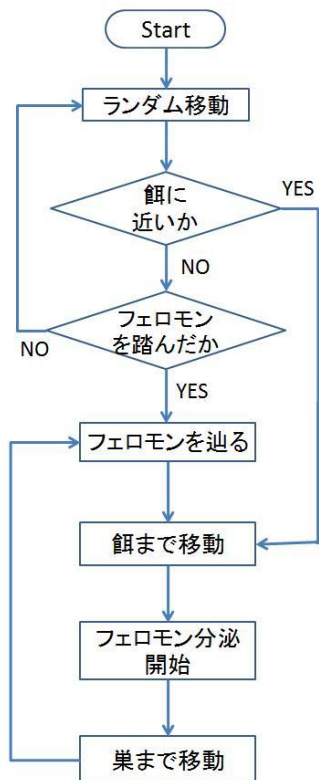 Start
ランダム移動
餌に
近いか
YES
NO
フェロモン
を踏んだか
NO
YES
フェロモンを辿る
餌まで移動
フェロモン分泌
開始
巣まで移動